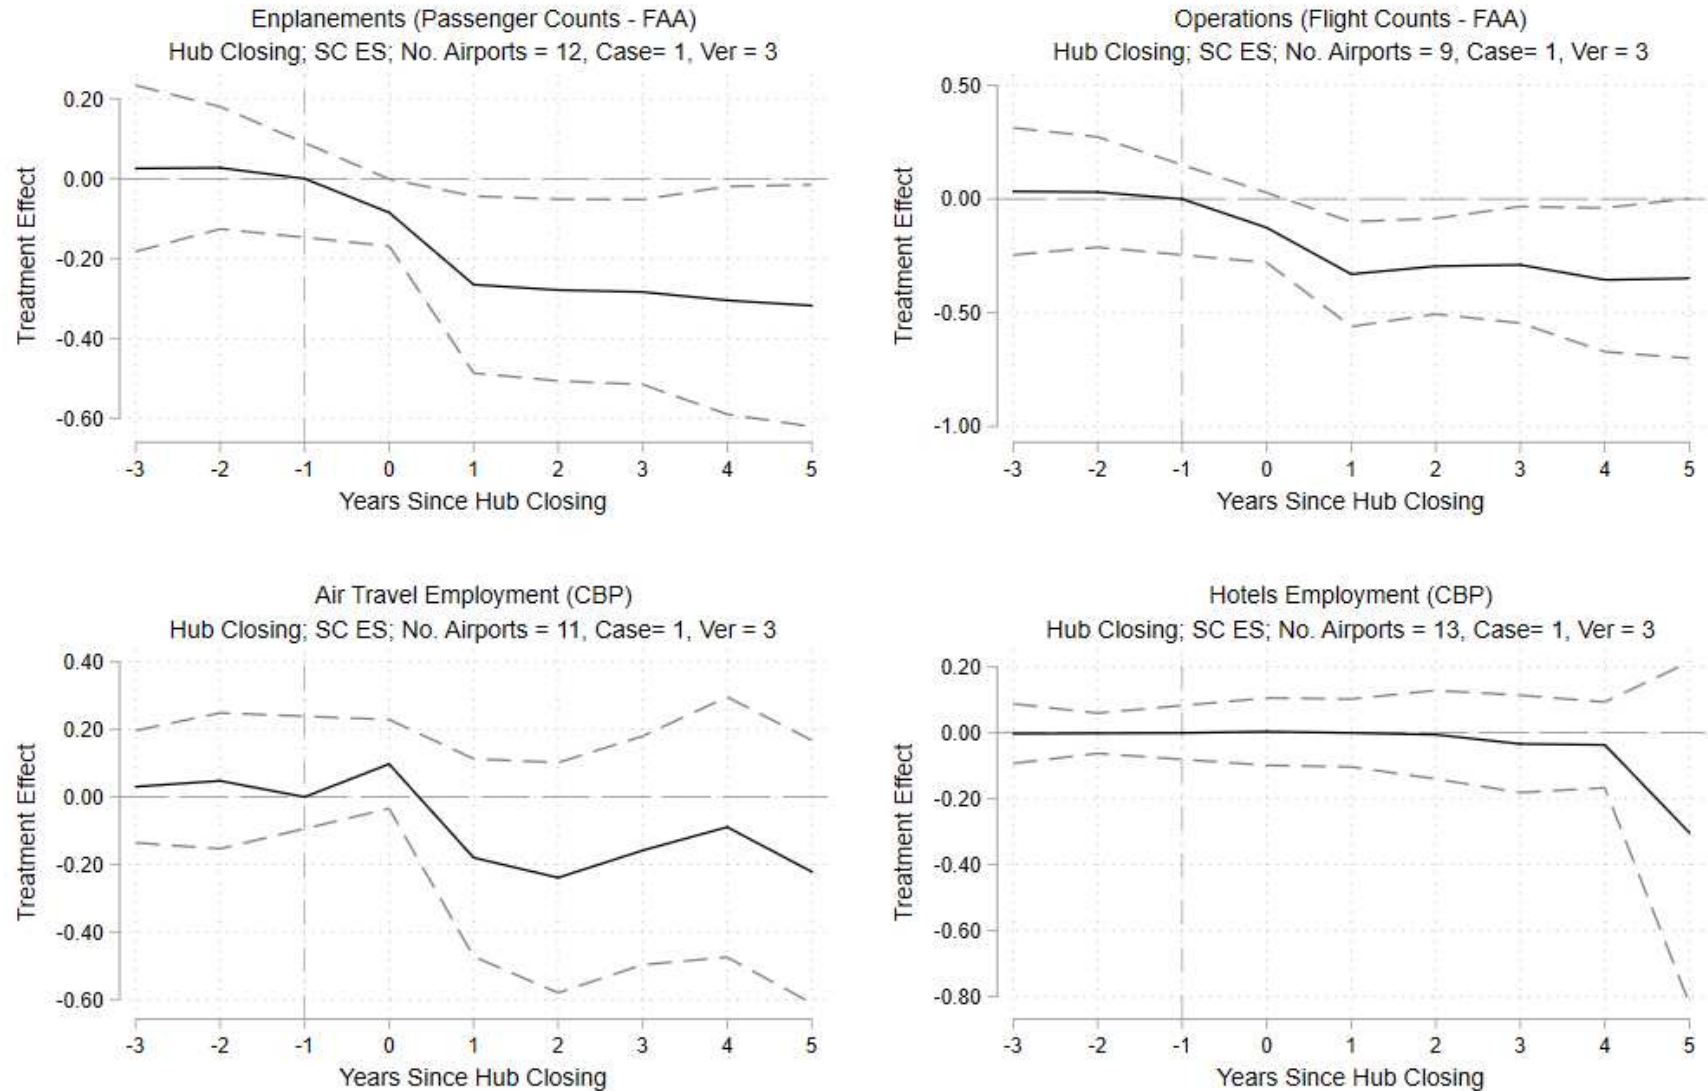 Enplanements (Passenger Counts - FAA)
Hub Closing; SC ES; No. Airports = 12, Case= 1, Ver = 3
0.20
0.00
-0.20
-0.40
-0.60
Treatment Effect
-3 -2 -1 0 1 2 3 4 5
Years Since Hub Closing
Operations (Flight Counts - FAA)
Hub Closing; SC ES; No. Airports = 9, Case= 1, Ver = 3
0.50
0.00
-0.50
-1.00
Treatment Effect
-3 -2 -1 0 1 2 3 4 5
Years Since Hub Closing
Air Travel Employment (CBP)
Hub Closing; SC ES; No. Airports = 11, Case= 1, Ver = 3
0.40
0.20
0.00
-0.20
-0.40
-0.60
Treatment Effect
-3 -2 -1 0 1 2 3 4 5
Years Since Hub Closing
Hotels Employment (CBP)
Hub Closing; SC ES; No. Airports = 13, Case= 1, Ver = 3
0.20
0.00
-0.20
-0.40
-0.60
-0.80
Treatment Effect
-3 -2 -1 0 1 2 3 4 5
Years Since Hub Closing